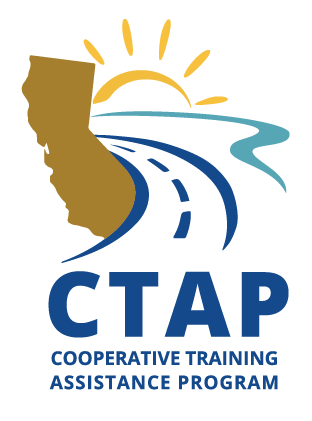 CTAP
COOPERATIVE TRAINING
ASSISTANCE PROGRAM